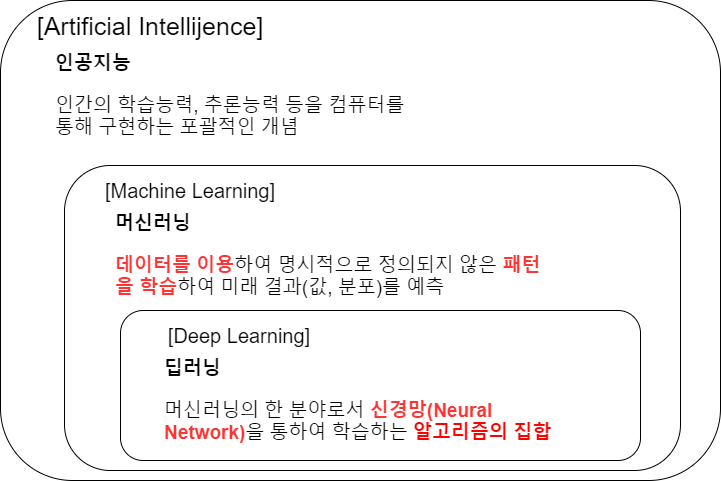 [Artificial Intellijence]
인공지능
인간의 학습능력, 추론능력 등을 컴퓨터를
통해 구현하는 포괄적인 개념
[Machine Learning]
머신러닝
데이터를 이용하여 명시적으로 정의되지 않은 패턴
을 학습하여 미래 결과(값, 분포)를 예측
[Deep Learning]
딥러닝
머신러닝의 한 분야로서 신경망(Neural
Network)을 통하여 학습하는 알고리즘의 집합